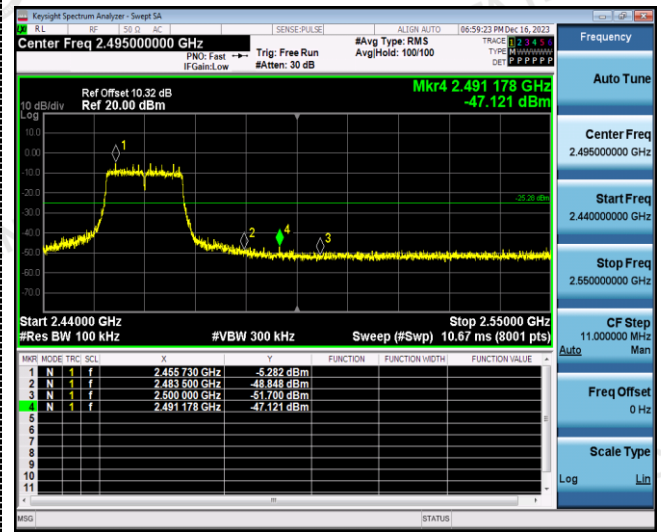 Keysight Spectrum Analyzer - Swept SA
RL RF 50 Ω AC SENSE:PULSE ALIGN AUTO 06:59:23 PM Dec 16, 2023
Center Freq 2.495000000 GHz
PNO: Fast
IFGain:Low
Trig: Free Run
#Atten: 30 dB
#Avg Type: RMS
Avg|Hold: 100/100
TRACE 1 2 3 4 5 6
TYPE M
DET P P P P P P
Frequency
Auto Tune
Center Freq
2.495000000 GHz
Start Freq
2.440000000 GHz
Stop Freq
2.550000000 GHz
CF Step
11.000000 MHz
Auto Man
Freq Offset
0 Hz
Scale Type
Log Lin
Ref Offset 10.32 dB
Ref 20.00 dBm
10 dB/div
Log
Mkr4 2.491 178 GHz
-47.121 dBm
10.0
0.00
-10.0
-20.0
-30.0
-40.0
-50.0
-60.0
-70.0
1
2
4
3
-25.28 dBm
Start 2.44000 GHz Stop 2.55000 GHz
#Res BW 100 kHz #VBW 300 kHz Sweep (#Swp) 10.67 ms (8001 pts)
MKR MODE TRC SCL X Y FUNCTION FUNCTION WIDTH FUNCTION VALUE
1 N 1 f 2.455 730 GHz -5.282 dBm
2 N 1 f 2.483 500 GHz -48.848 dBm
3 N 1 f 2.500 000 GHz -51.700 dBm
4 N 1 f 2.491 178 GHz -47.121 dBm
5
6
7
8
9
10
11
MSG STATUS